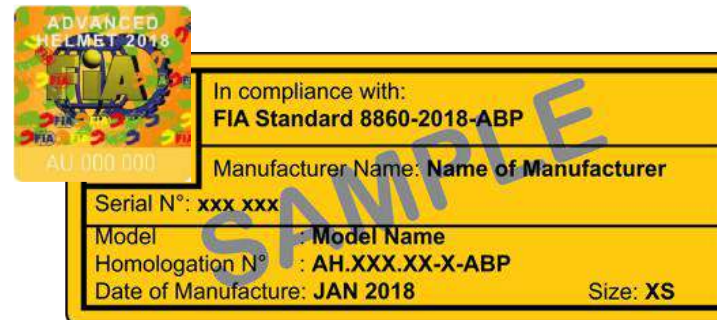 ADVANCED
HELMET 2018
FIA
AU 000 000
In compliance with:
FIA Standard 8860-2018-ABP
Manufacturer Name: Name of Manufacturer
Serial N°: xxx xxx
Model : Model Name
Homologation N° : AH.XXX.XX-X-ABP
Date of Manufacture: JAN 2018 Size: XS
SAMPLE